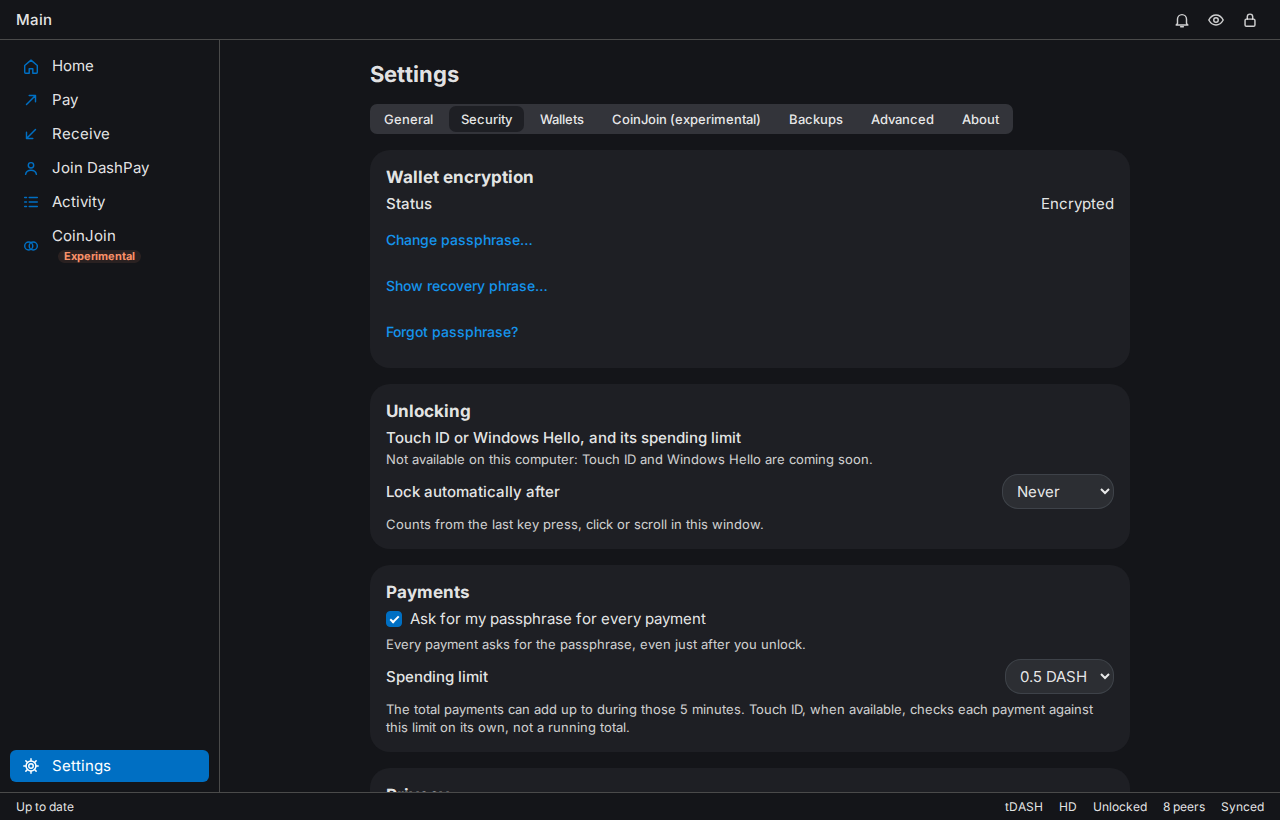 Main
Home
Pay
Receive
Join DashPay
Activity
CoinJoin
Experimental
Settings
Settings
General Security Wallets CoinJoin (experimental) Backups Advanced About
Wallet encryption
Status Encrypted
Change passphrase...
Show recovery phrase...
Forgot passphrase?
Unlocking
Touch ID or Windows Hello, and its spending limit
Not available on this computer: Touch ID and Windows Hello are coming soon.
Lock automatically after Never
Counts from the last key press, click or scroll in this window.
Payments
Ask for my passphrase for every payment
Every payment asks for the passphrase, even just after you unlock.
Spending limit 0.5 DASH
The total payments can add up to during those 5 minutes. Touch ID, when available, checks each payment against
this limit on its own, not a running total.
Up to date tDASH HD Unlocked 8 peers Synced